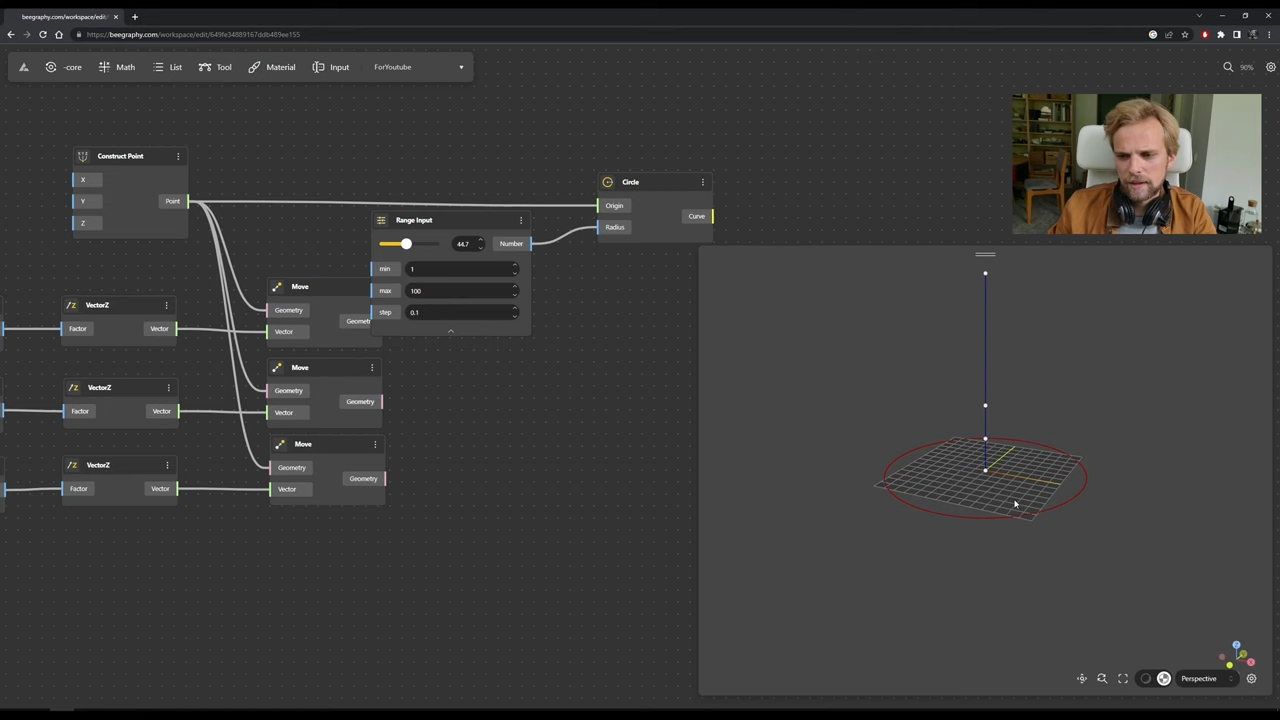 beegraphy.com/workspace/edit/
https://beegraphy.com/workspace/edit/649fe34889167ddb489ee155
-core
Math
List
Tool
Material
Input
ForYoutube
90%
Construct Point
X
Y
Point
Z
Circle
Origin
Curve
Radius
Range Input
44.7
Number
min
1
max
100
step
0.1
VectorZ
Factor
Vector
Move
Geometry
Geomet
Vector
VectorZ
Factor
Vector
Move
Geometry
Geometry
Vector
VectorZ
Factor
Vector
Move
Geometry
Geometry
Vector
Perspective